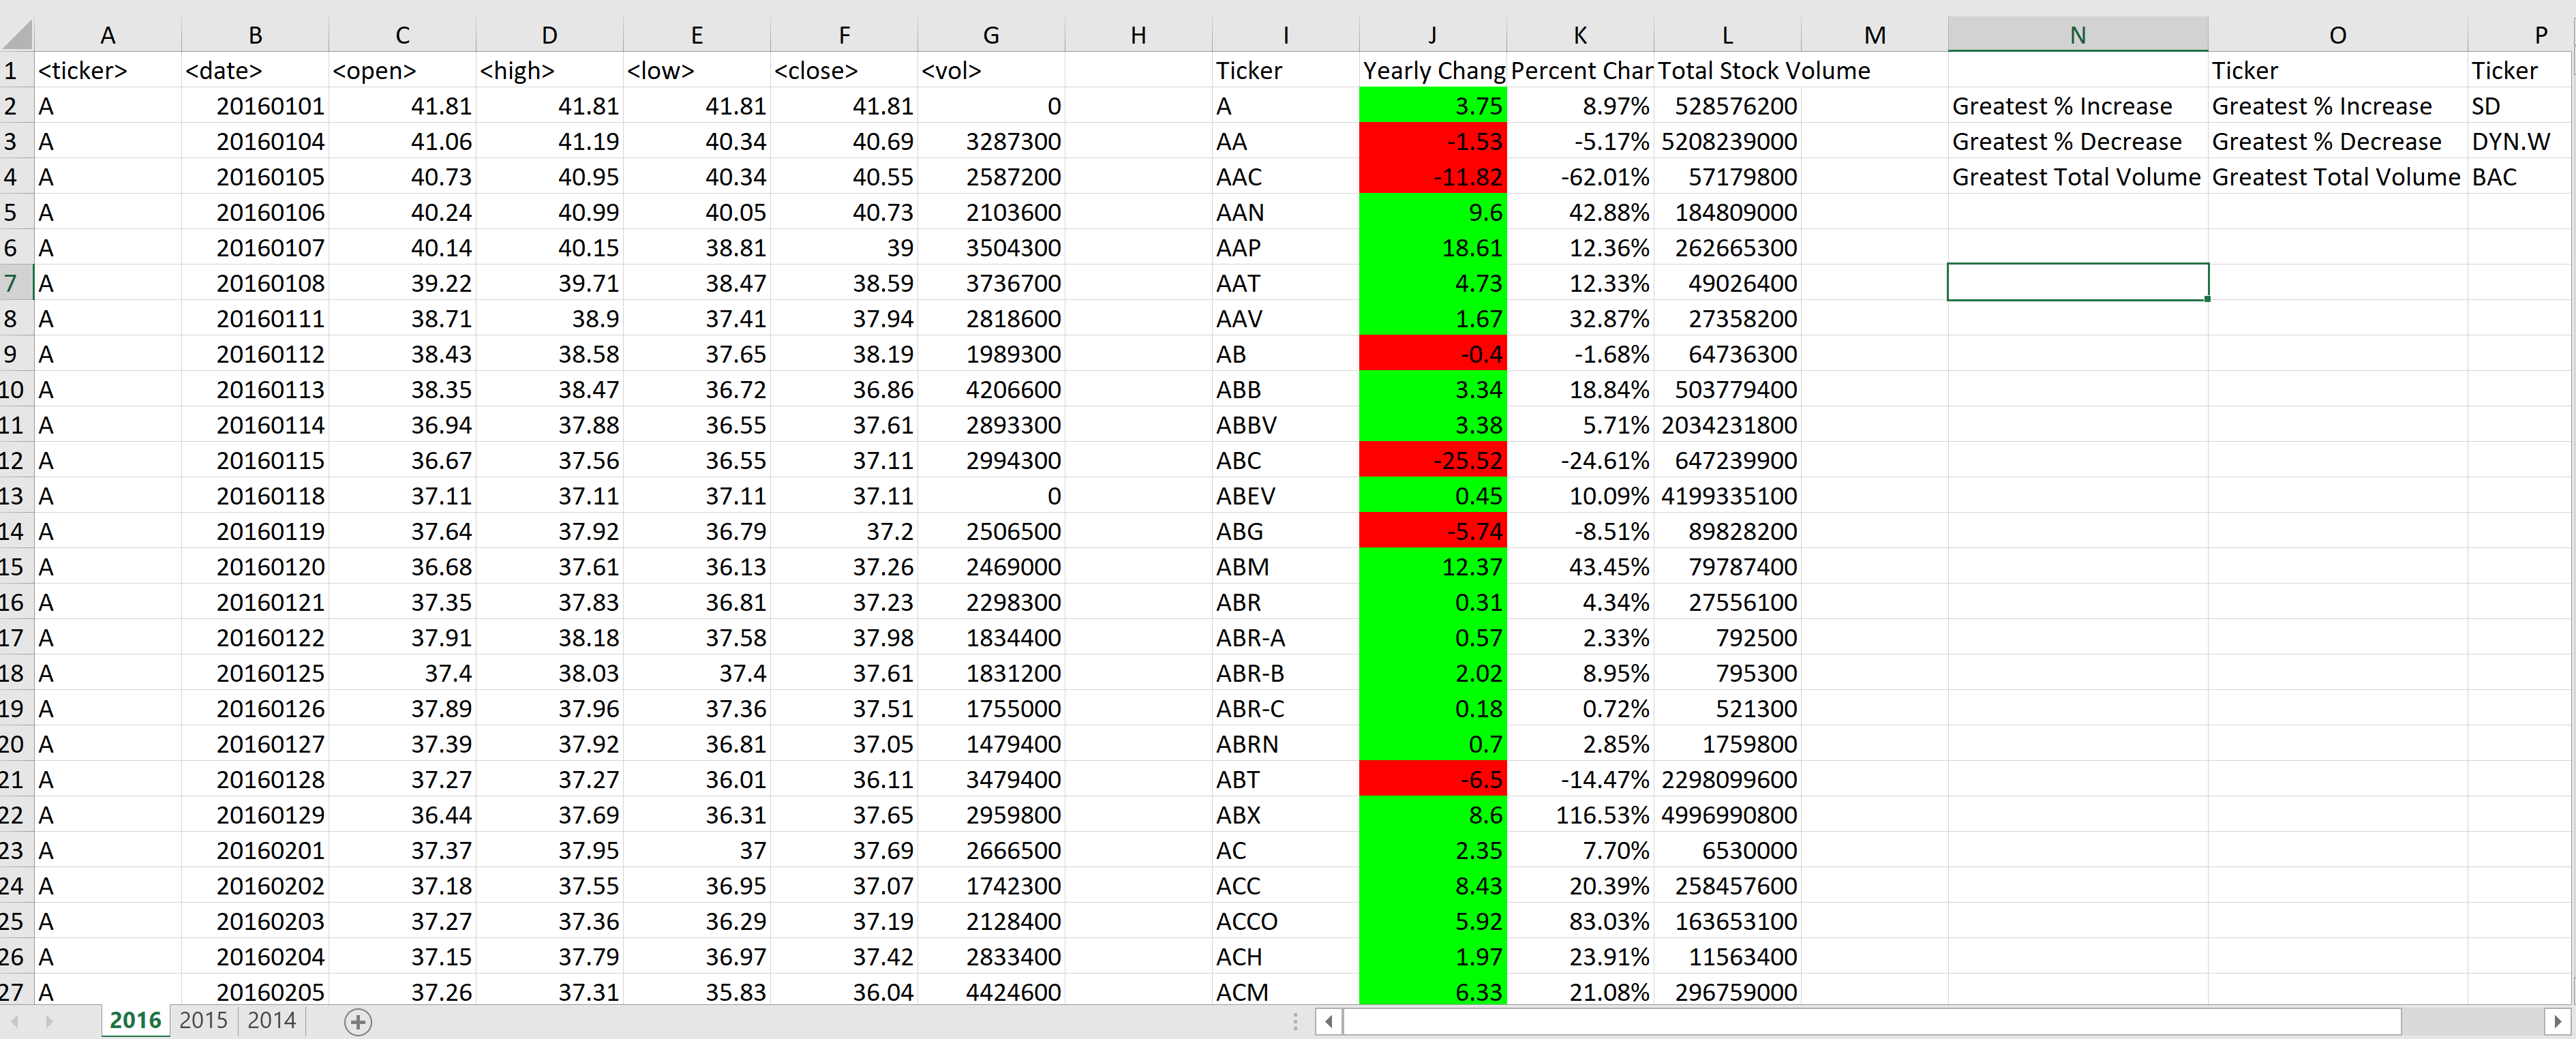 A B C D E F G H I J K L M N O P
1 <ticker> <date> <open> <high> <low> <close> <vol> Ticker Yearly Chang Percent Char Total Stock Volume Ticker Ticker
2 A 20160101 41.81 41.81 41.81 41.81 0 A 3.75 8.97% 528576200 Greatest % Increase Greatest % Increase SD
3 A 20160104 41.06 41.19 40.34 40.69 3287300 AA -1.53 -5.17% 5208239000 Greatest % Decrease Greatest % Decrease DYN.W
4 A 20160105 40.73 40.95 40.34 40.55 2587200 AAC -11.82 -62.01% 57179800 Greatest Total Volume Greatest Total Volume BAC
5 A 20160106 40.24 40.99 40.05 40.73 2103600 AAN 9.6 42.88% 184809000
6 A 20160107 40.14 40.15 38.81 39 3504300 AAP 18.61 12.36% 262665300
7 A 20160108 39.22 39.71 38.47 38.59 3736700 AAT 4.73 12.33% 49026400
8 A 20160111 38.71 38.9 37.41 37.94 2818600 AAV 1.67 32.87% 27358200
9 A 20160112 38.43 38.58 37.65 38.19 1989300 AB -0.4 -1.68% 64736300
10 A 20160113 38.35 38.47 36.72 36.86 4206600 ABB 3.34 18.84% 503779400
11 A 20160114 36.94 37.88 36.55 37.61 2893300 ABBV 3.38 5.71% 2034231800
12 A 20160115 36.67 37.56 36.55 37.11 2994300 ABC -25.52 -24.61% 647239900
13 A 20160118 37.11 37.11 37.11 37.11 0 ABEV 0.45 10.09% 4199335100
14 A 20160119 37.64 37.92 36.79 37.2 2506500 ABG -5.74 -8.51% 89828200
15 A 20160120 36.68 37.61 36.13 37.26 2469000 ABM 12.37 43.45% 79787400
16 A 20160121 37.35 37.83 36.81 37.23 2298300 ABR 0.31 4.34% 27556100
17 A 20160122 37.91 38.18 37.58 37.98 1834400 ABR-A 0.57 2.33% 792500
18 A 20160125 37.4 38.03 37.4 37.61 1831200 ABR-B 2.02 8.95% 795300
19 A 20160126 37.89 37.96 37.36 37.51 1755000 ABR-C 0.18 0.72% 521300
20 A 20160127 37.39 37.92 36.81 37.05 1479400 ABRN 0.7 2.85% 1759800
21 A 20160128 37.27 37.27 36.01 36.11 3479400 ABT -6.5 -14.47% 2298099600
22 A 20160129 36.44 37.69 36.31 37.65 2959800 ABX 8.6 116.53% 4996990800
23 A 20160201 37.37 37.95 37 37.69 2666500 AC 2.35 7.70% 6530000
24 A 20160202 37.18 37.55 36.95 37.07 1742300 ACC 8.43 20.39% 258457600
25 A 20160203 37.27 37.36 36.29 37.19 2128400 ACCO 5.92 83.03% 163653100
26 A 20160204 37.15 37.79 36.97 37.42 2833400 ACH 1.97 23.91% 11563400
27 A 20160205 37.26 37.31 35.83 36.04 4424600 ACM 6.33 21.08% 296759000
2016 2015 2014